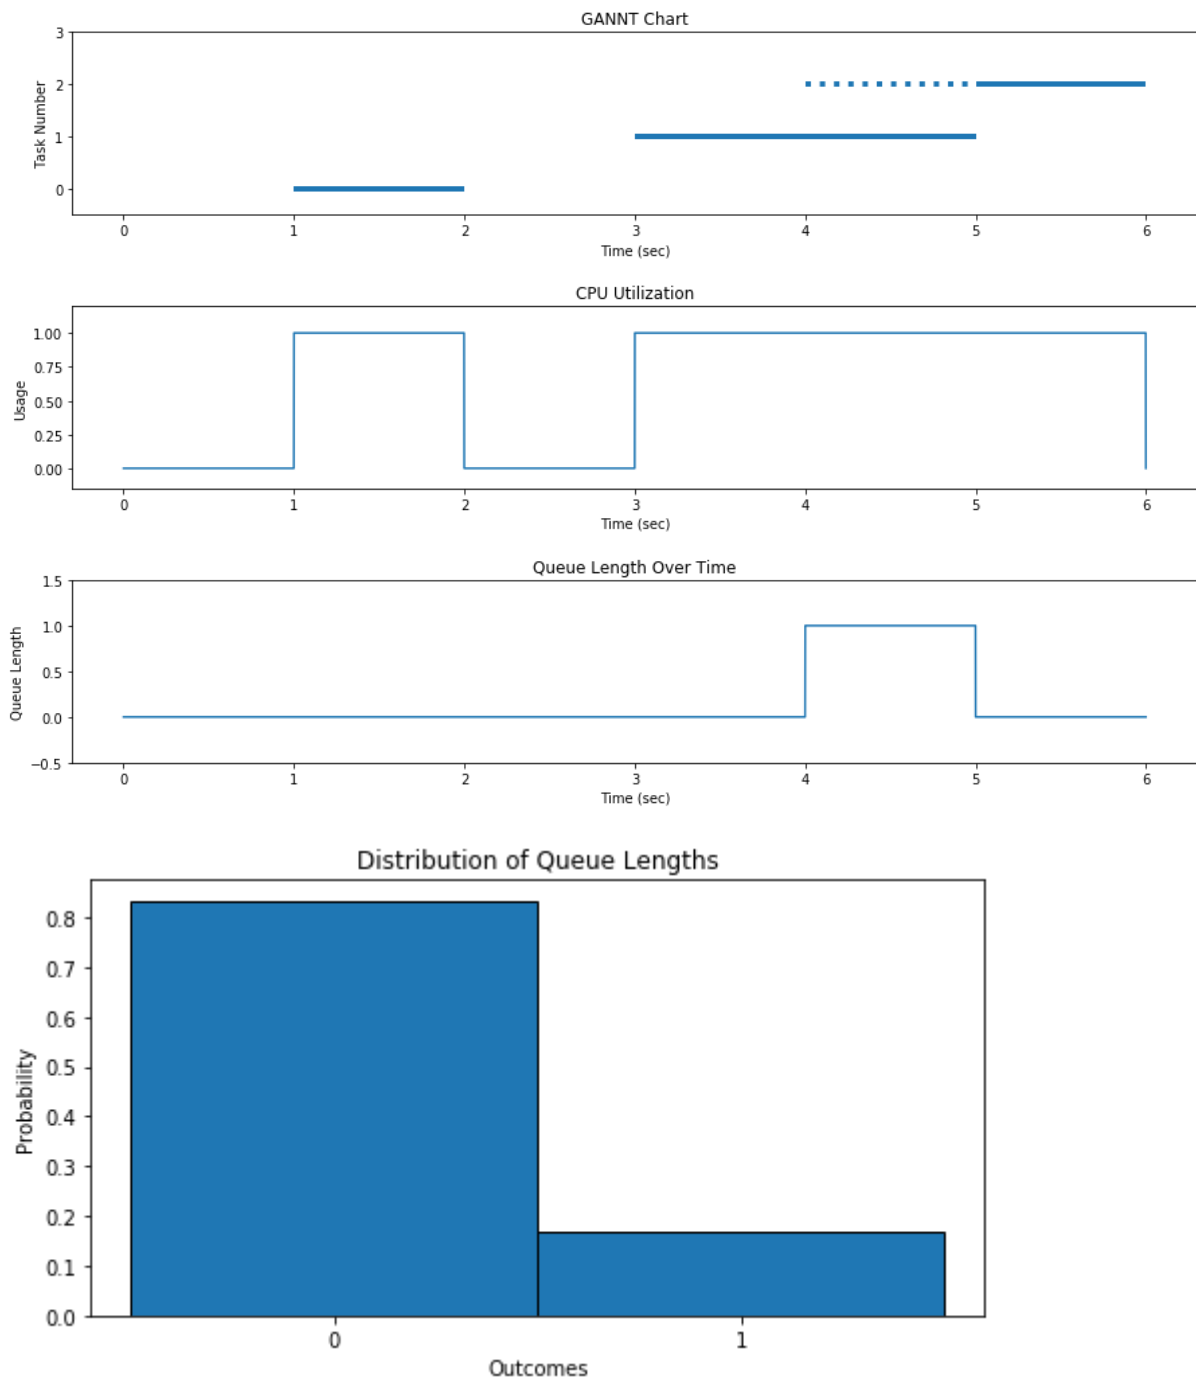 GANNT Chart
3
2
1
0
Task Number
0 1 2 3 4 5 6
Time (sec)
CPU Utilization
1.00
0.75
0.50
0.25
0.00
Usage
0 1 2 3 4 5 6
Time (sec)
Queue Length Over Time
1.5
1.0
0.5
0.0
−0.5
Queue Length
0 1 2 3 4 5 6
Time (sec)
Distribution of Queue Lengths
0.8
0.7
0.6
0.5
0.4
0.3
0.2
0.1
0.0
Probability
0 1
Outcomes